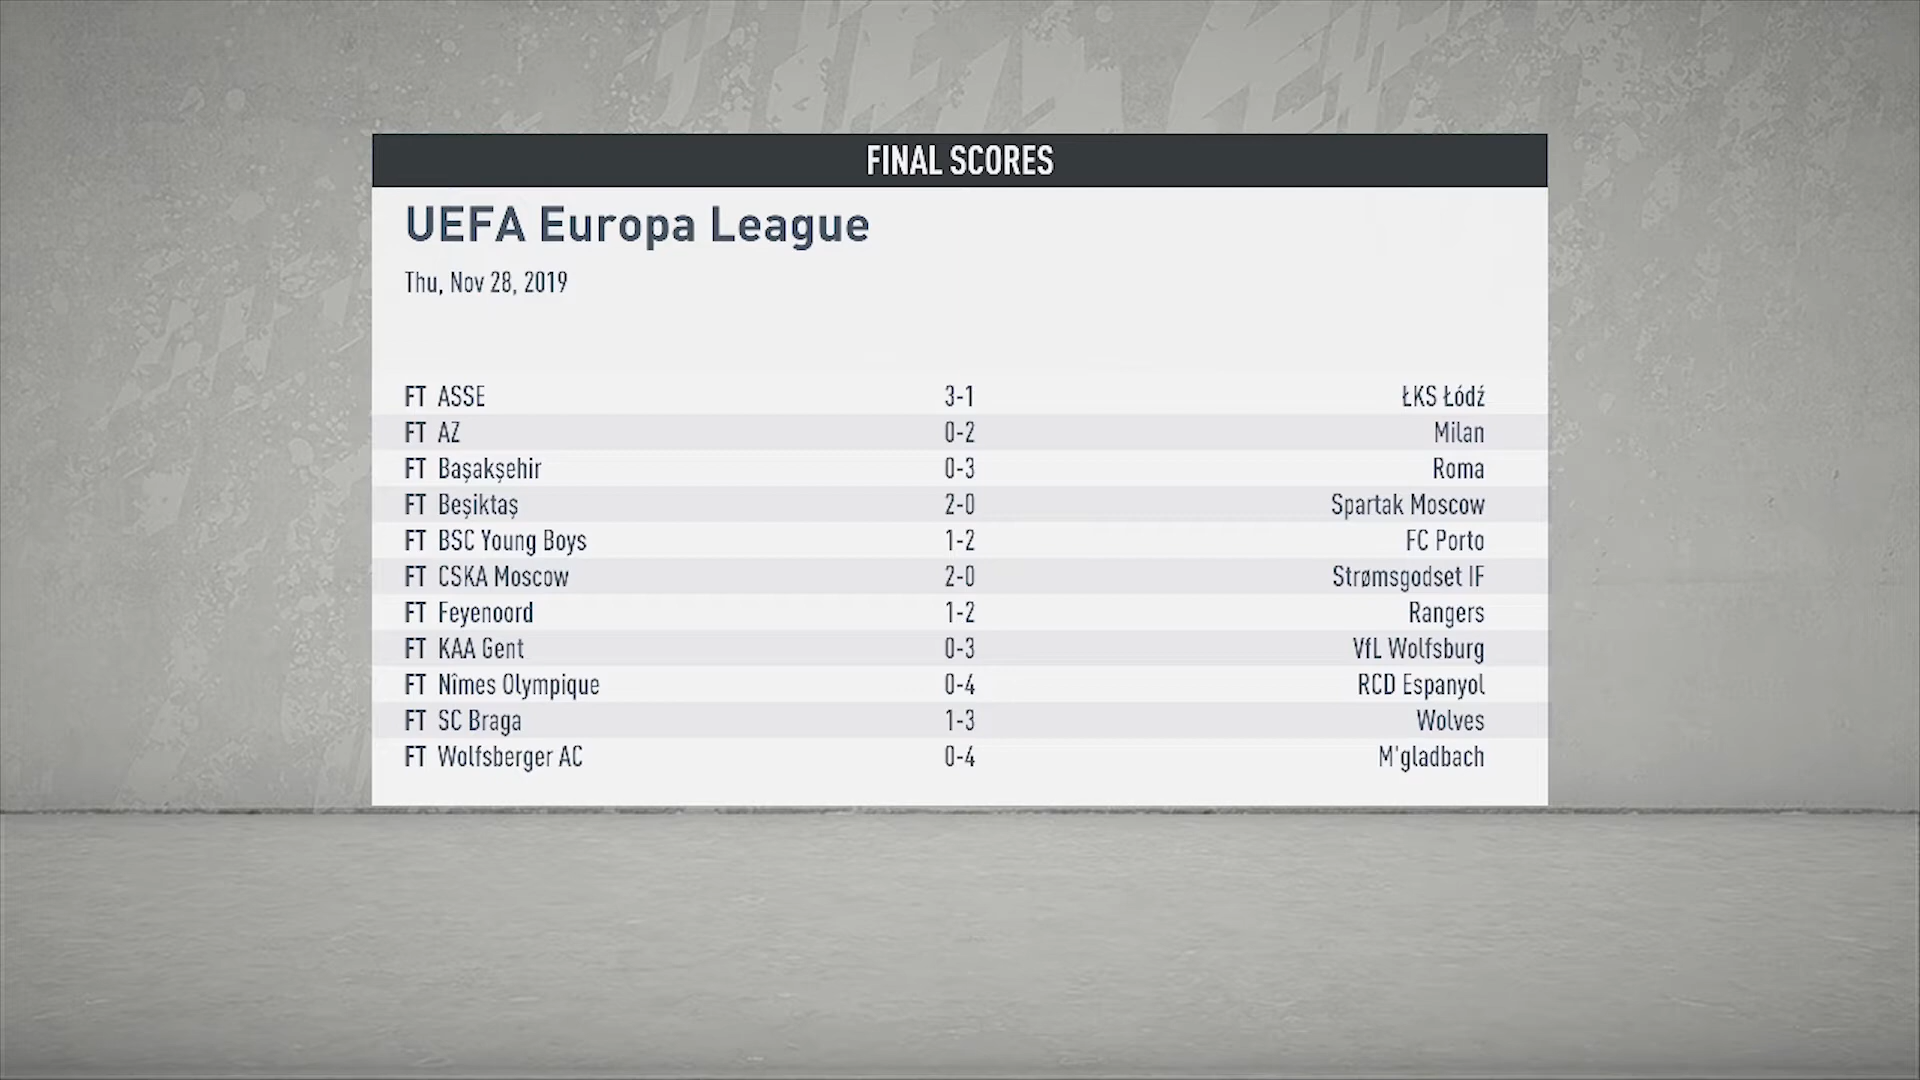 FINAL SCORES
UEFA Europa League
Thu, Nov 28, 2019
FT ASSE 3-1 ŁKS Łódź
FT AZ 0-2 Milan
FT Başakşehir 0-3 Roma
FT Beşiktaş 2-0 Spartak Moscow
FT BSC Young Boys 1-2 FC Porto
FT CSKA Moscow 2-0 Strømsgodset IF
FT Feyenoord 1-2 Rangers
FT KAA Gent 0-3 VfL Wolfsburg
FT Nîmes Olympique 0-4 RCD Espanyol
FT SC Braga 1-3 Wolves
FT Wolfsberger AC 0-4 M'gladbach